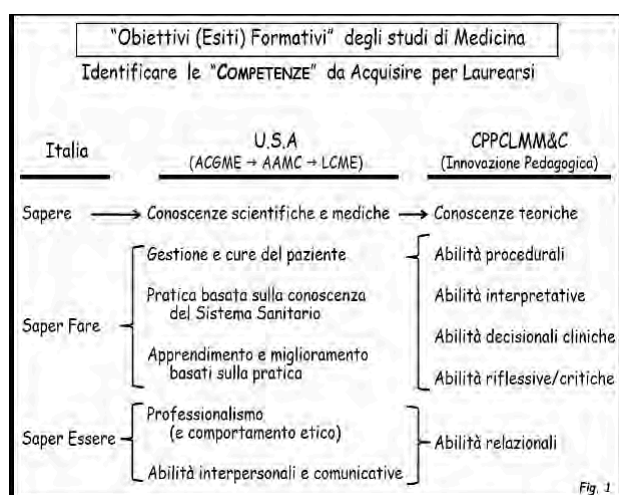 "Obiettivi (Esiti) Formativi" degli studi di Medicina
Identificare le "COMPETENZE" da Acquisire per Laurearsi
Italia
U.S.A
(ACGME → AAMC → LCME)
CPPCLMM&C
(Innovazione Pedagogica)
Sapere → Conoscenze scientifiche e mediche → Conoscenze teoriche
Saper Fare
Gestione e cure del paziente
Pratica basata sulla conoscenza
del Sistema Sanitario
Apprendimento e miglioramento
basati sulla pratica
Abilità procedurali
Abilità interpretative
Abilità decisionali cliniche
Abilità riflessive/critiche
Saper Essere
Professionalismo
(e comportamento etico)
Abilità interpersonali e comunicative
Abilità relazionali
Fig. 1